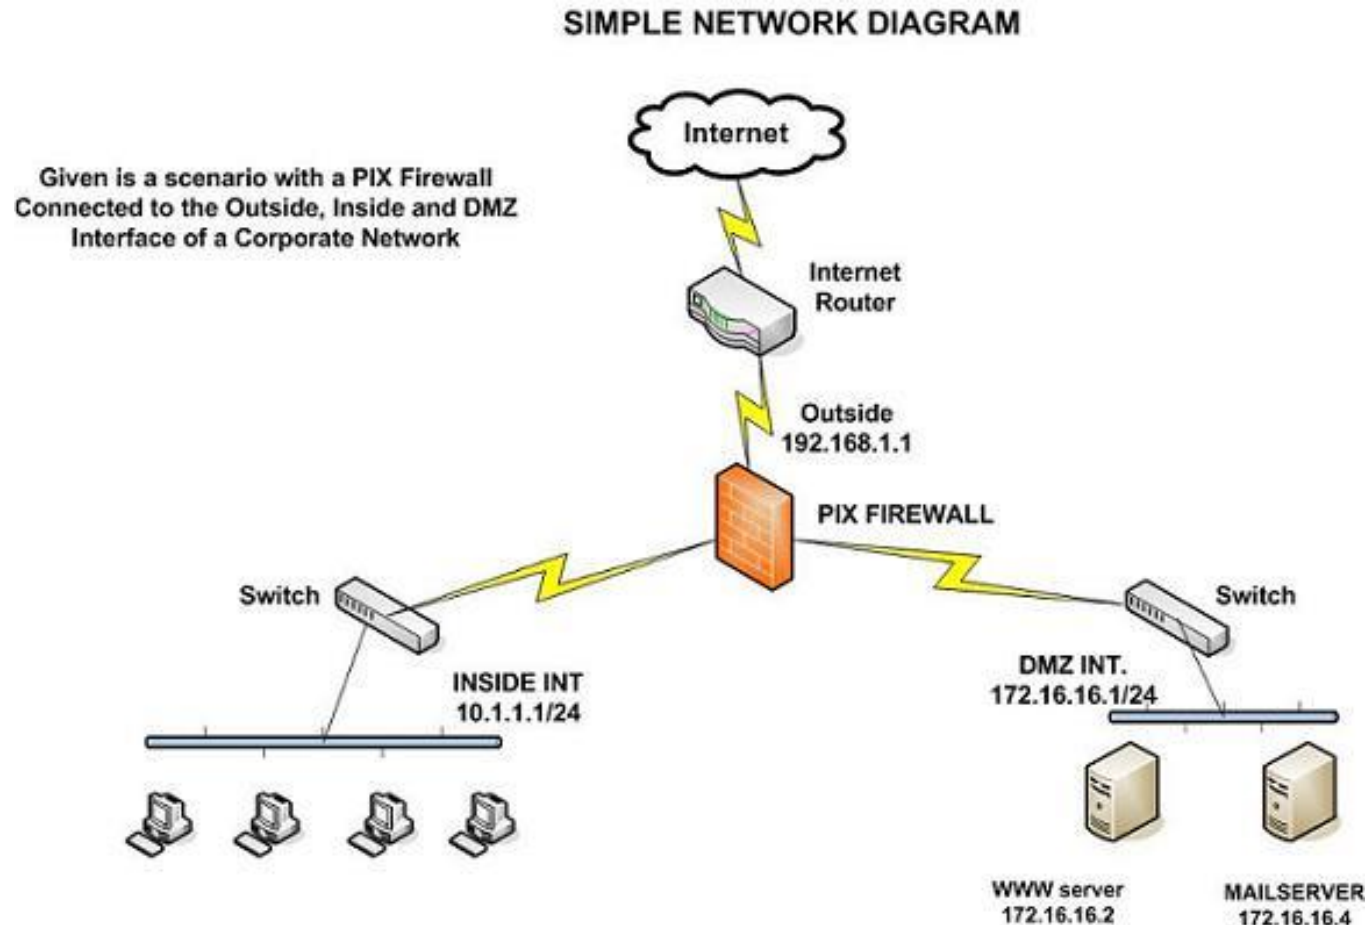 SIMPLE NETWORK DIAGRAM
Internet
Given is a scenario with a PIX Firewall
Connected to the Outside, Inside and DMZ
Interface of a Corporate Network
Internet
Router
Outside
192.168.1.1
PIX FIREWALL
Switch
Switch
INSIDE INT
10.1.1.1/24
DMZ INT.
172.16.16.1/24
WWW server
172.16.16.2
MAILSERVER
172.16.16.4